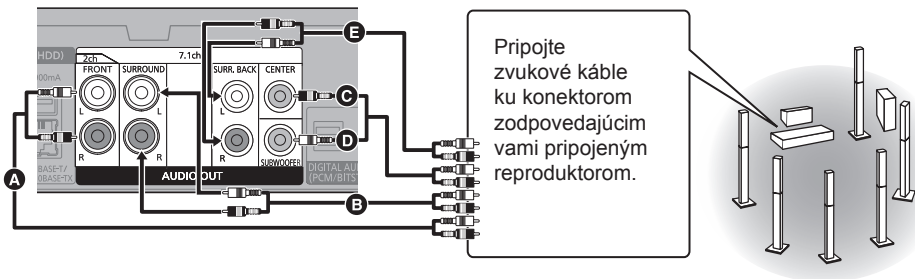 HDD)
2ch
7.1ch
FRONT
SURROUND
SURR. BACK
CENTER
L
L
L
R
R
R
SUBWOOFER
AUDIO OUT
DIGITAL AU
(PCM/BITS
BASE-T/
0BASE-TX
00mA
A
B
C
D
E
Pripojte
zvukové káble
ku konektorom
zodpovedajúcim
vami pripojeným
reproduktorom.